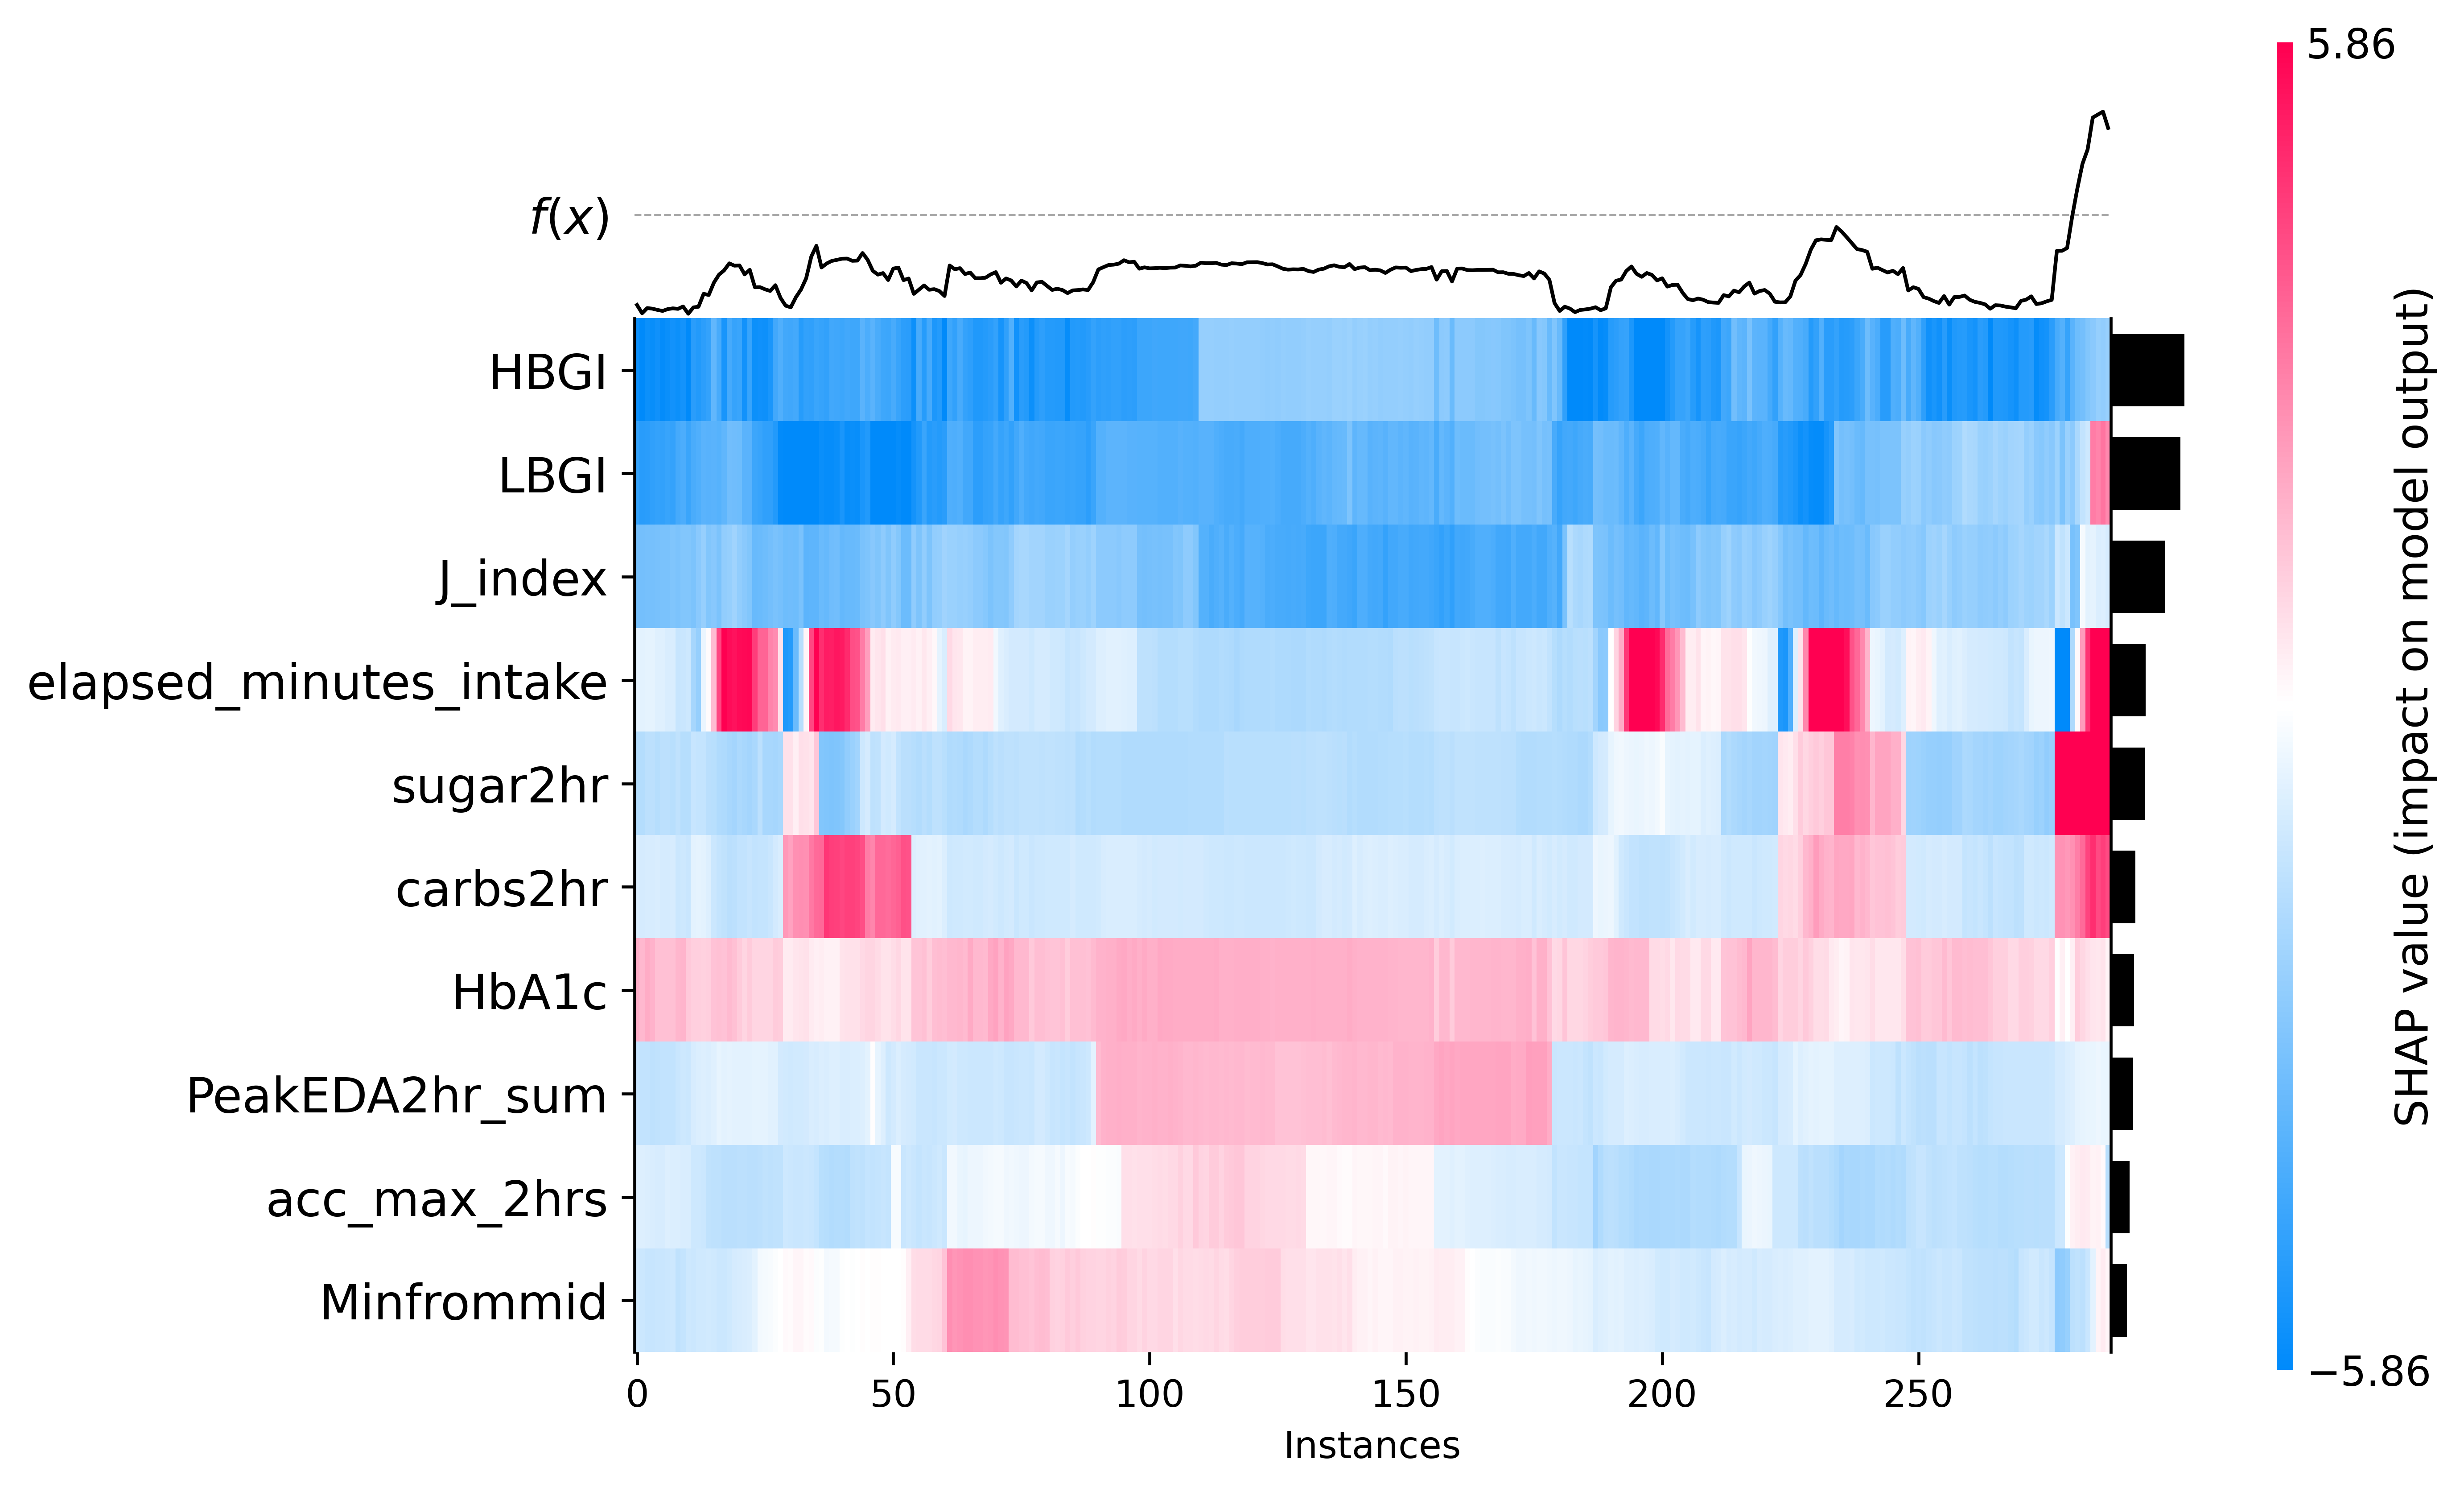 5.86
f(x)
HBGI
LBGI
J_index
elapsed_minutes_intake
sugar2hr
carbs2hr
HbA1c
PeakEDA2hr_sum
acc_max_2hrs
Minfrommid
0 50 100 150 200 250
Instances
−5.86
SHAP value (impact on model output)